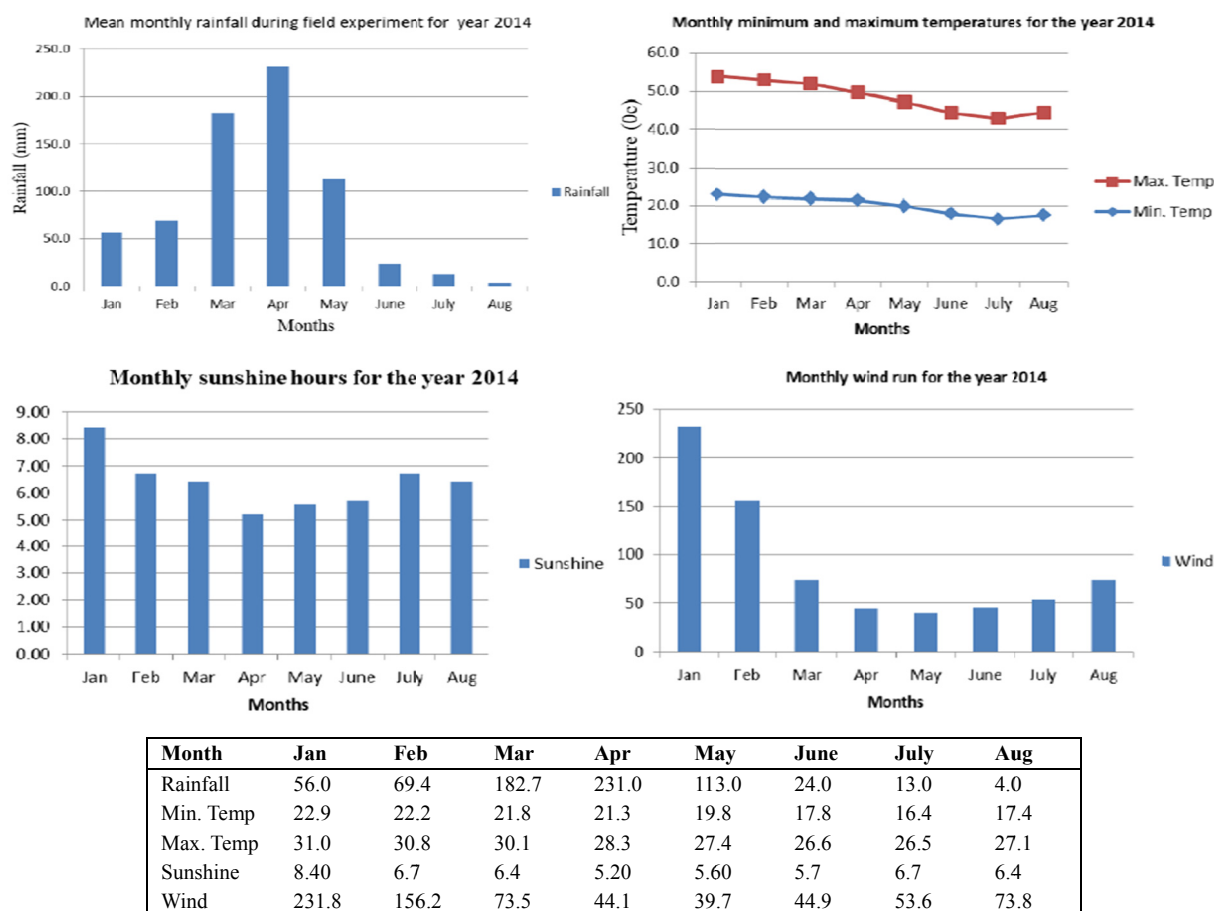 Mean monthly rainfall during field experiment for year 2014
250.0
200.0
150.0
100.0
50.0
0.0
Rainfall (mm)
Jan Feb Mar Apr May June July Aug
Months
Rainfall
Monthly minimum and maximum temperatures for the year 2014
60.0
50.0
40.0
30.0
20.0
10.0
0.0
Temperature (0c)
Jan Feb Mar Apr May June July Aug
Months
Max. Temp
Min. Temp
Monthly sunshine hours for the year 2014
9.00
8.00
7.00
6.00
5.00
4.00
3.00
2.00
1.00
0.00
Jan Feb Mar Apr May June July Aug
Months
Sunshine
Monthly wind run for the year 2014
250
200
150
100
50
0
Jan Feb Mar Apr May June July Aug
Months
Wind
Month Jan Feb Mar Apr May June July Aug
Rainfall 56.0 69.4 182.7 231.0 113.0 24.0 13.0 4.0
Min. Temp 22.9 22.2 21.8 21.3 19.8 17.8 16.4 17.4
Max. Temp 31.0 30.8 30.1 28.3 27.4 26.6 26.5 27.1
Sunshine 8.40 6.7 6.4 5.20 5.60 5.7 6.7 6.4
Wind 231.8 156.2 73.5 44.1 39.7 44.9 53.6 73.8